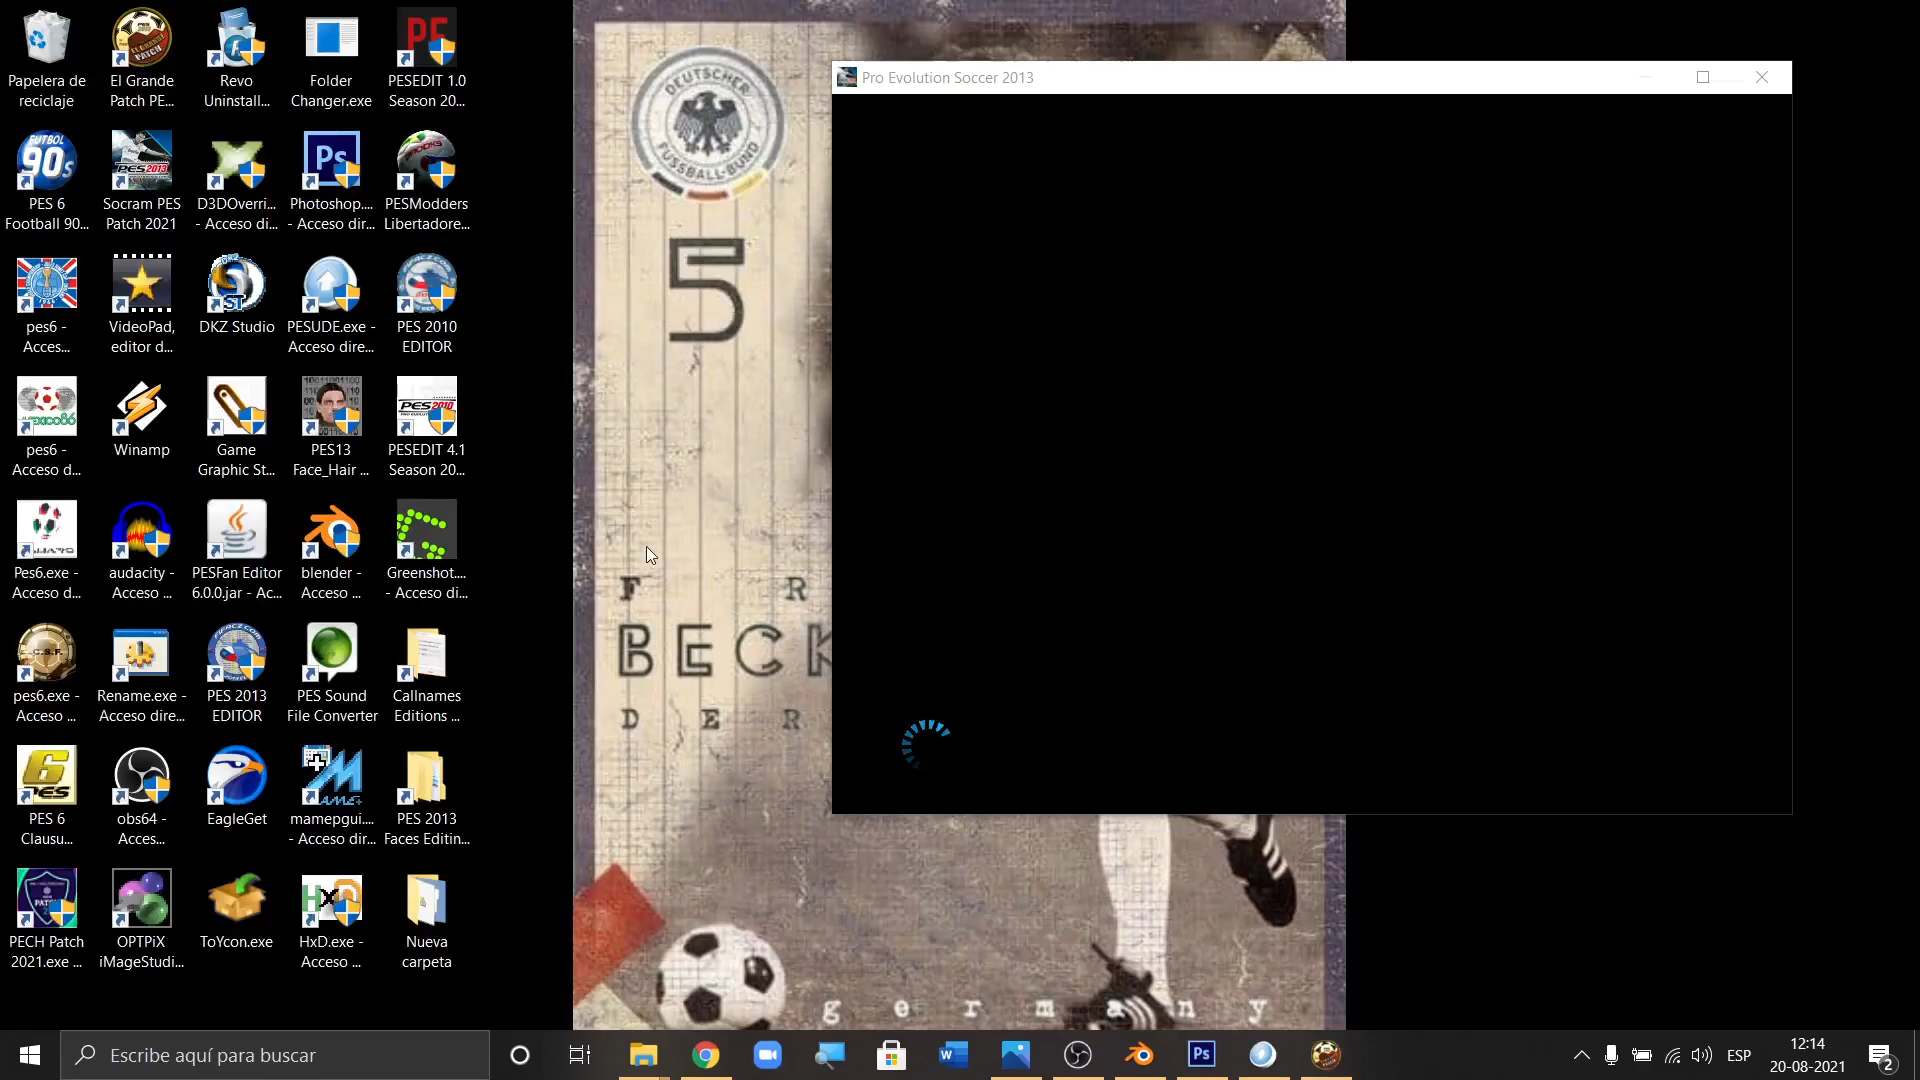 Papelera de
reciclaje
El Grande
Patch PE...
Revo
Uninstall...
Folder
Changer.exe
PESEDIT 1.0
Season 20...
PES 6
Football 90...
Socram PES
Patch 2021
D3DOverri...
- Acceso di...
Photoshop....
- Acceso dir...
PESModders
Libertadore...
pes6 -
Acces...
VideoPad,
editor d...
DKZ Studio
PESUDE.exe -
Acceso dire...
PES 2010
EDITOR
pes6 -
Acceso d...
Winamp
Game
Graphic St...
PES13
Face_Hair ...
PESEDIT 4.1
Season 20...
Pes6.exe -
Acceso d...
audacity -
Acceso ...
PESFan Editor
6.0.0.jar - Ac...
blender -
Acceso ...
Greenshot....
- Acceso di...
pes6.exe -
Acceso ...
Rename.exe -
Acceso dire...
PES 2013
EDITOR
PES Sound
File Converter
Callnames
Editions ...
PES 6
Clausu...
obs64 -
Acces...
EagleGet
mamepgui....
- Acceso dir...
PES 2013
Faces Editin...
PECH Patch
2021.exe ...
OPTPiX
iMageStudi...
ToYcon.exe
HxD.exe -
Acceso ...
Nueva
carpeta
DEUTSCHER
FUSSBALL-BUND
5
F R
BECK
D E R
germany
Pro Evolution Soccer 2013
Escribe aquí para buscar
ESP
12:14
20-08-2021
2